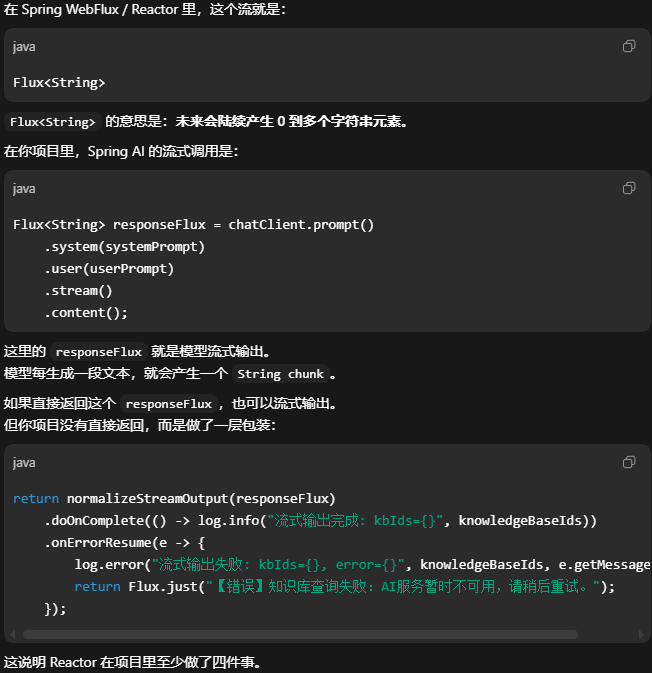 在 Spring WebFlux / Reactor 里，这个流就是：
java
Flux<String>
Flux<String> 的意思是：未来会陆续产生 0 到多个字符串元素。
在你项目里，Spring AI 的流式调用是：
java
Flux<String> responseFlux = chatClient.prompt()
    .system(systemPrompt)
    .user(userPrompt)
    .stream()
    .content();
这里的 responseFlux 就是模型流式输出。
模型每生成一段文本，就会产生一个 String chunk。
如果直接返回这个 responseFlux，也可以流式输出。
但你项目没有直接返回，而是做了一层包装：
java
return normalizeStreamOutput(responseFlux)
    .doOnComplete(() -> log.info("流式输出完成: kbIds={}", knowledgeBaseIds))
    .onErrorResume(e -> {
        log.error("流式输出失败: kbIds={}, error={}", knowledgeBaseIds, e.getMessage
        return Flux.just("【错误】知识库查询失败：AI服务暂时不可用，请稍后重试。");
    });
这说明 Reactor 在项目里至少做了四件事。